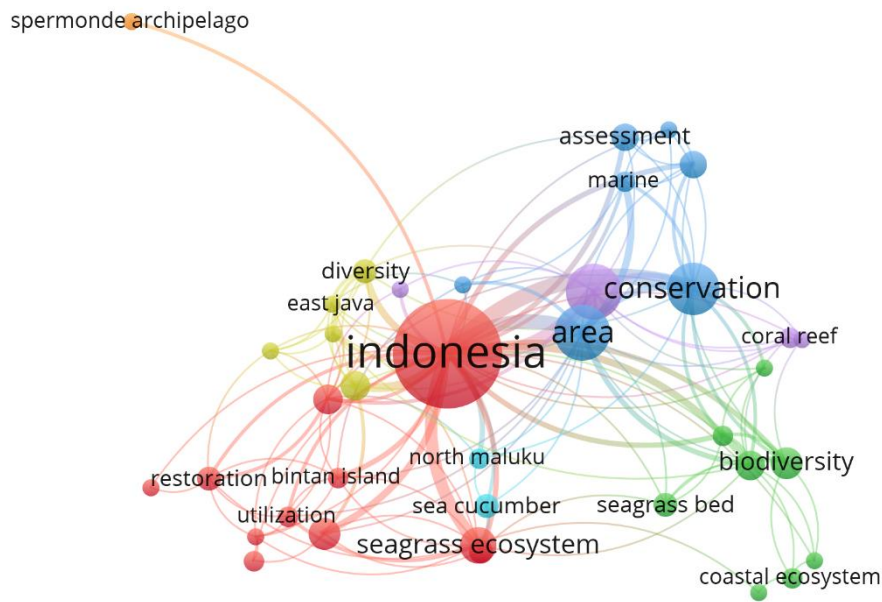 spermonde archipelago
assessment
marine
diversity
conservation
east java
area
coral reef
indonesia
north maluku
biodiversity
restoration
bintan island
sea cucumber
seagrass bed
utilization
seagrass ecosystem
coastal ecosystem